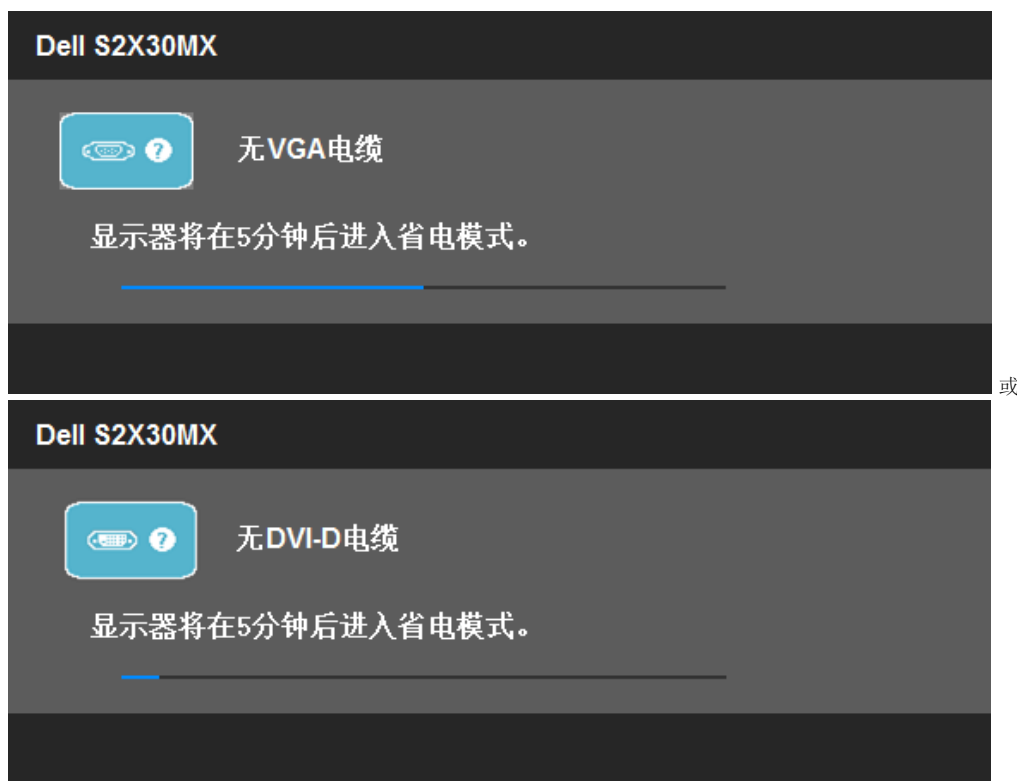 Dell S2X30MX
无VGA电缆
显示器将在5分钟后进入省电模式。
或
Dell S2X30MX
无DVI-D电缆
显示器将在5分钟后进入省电模式。